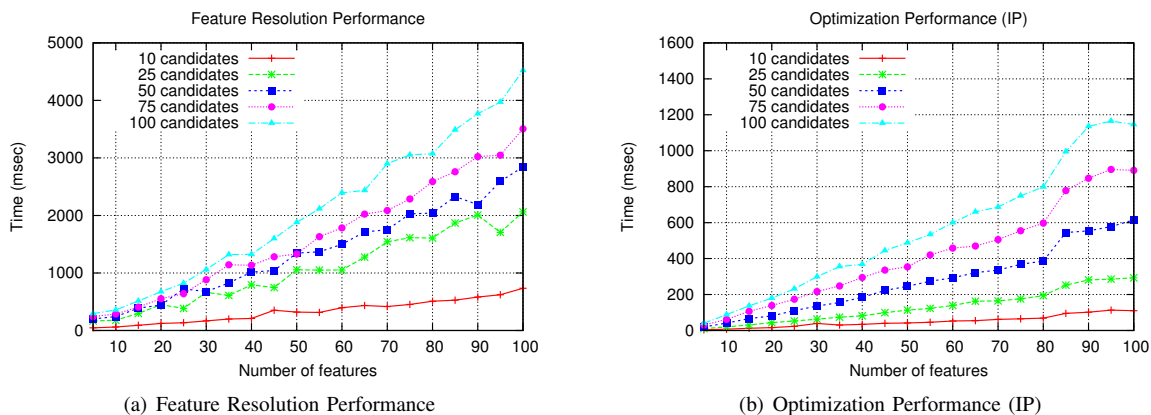 Feature Resolution Performance
5000
4000
3000
2000
1000
0
Time (msec)
10 candidates
25 candidates
50 candidates
75 candidates
100 candidates
10 20 30 40 50 60 70 80 90 100
Number of features
(a) Feature Resolution Performance
Optimization Performance (IP)
1600
1400
1200
1000
800
600
400
200
0
Time (msec)
10 candidates
25 candidates
50 candidates
75 candidates
100 candidates
10 20 30 40 50 60 70 80 90 100
Number of features
(b) Optimization Performance (IP)